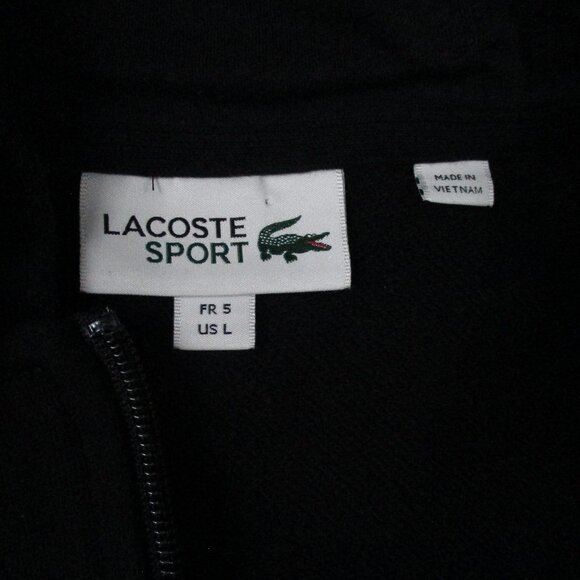 LACOSTE
SPORT
FR 5
US L
MADE IN
VIETNAM